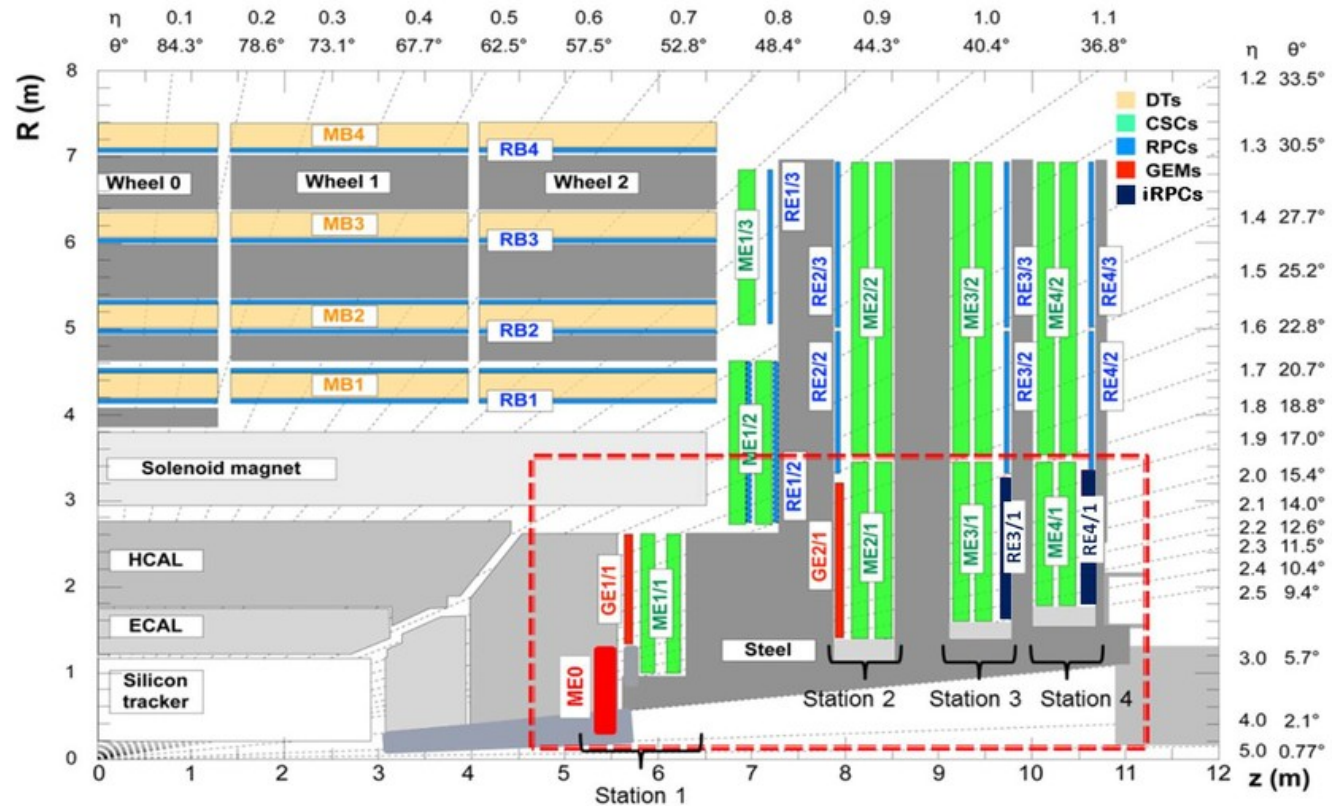 η 0.1 0.2 0.3 0.4 0.5 0.6 0.7 0.8 0.9 1.0 1.1
θ° 84.3° 78.6° 73.1° 67.7° 62.5° 57.5° 52.8° 48.4° 44.3° 40.4° 36.8° η θ°
R (m)
8
7
6
5
4
3
2
1
0
1.2 33.5°
1.3 30.5°
1.4 27.7°
1.5 25.2°
1.6 22.8°
1.7 20.7°
1.8 18.8°
1.9 17.0°
2.0 15.4°
2.1 14.0°
2.2 12.6°
2.3 11.5°
2.4 10.4°
2.5 9.4°
3.0 5.7°
4.0 2.1°
5.0 0.77°
DTs
CSCs
RPCs
GEMs
iRPCs
MB4
RB4
Wheel 0
Wheel 1
Wheel 2
MB3
RB3
MB2
RB2
MB1
RB1
Solenoid magnet
HCAL
ECAL
Silicon
tracker
Steel
ME0
GE1/1
ME1/1
ME1/2
ME1/3
RE1/2
RE1/3
GE2/1
RE2/2
RE2/3
ME2/1
ME2/2
ME3/1
ME3/2
RE3/1
RE3/2
RE3/3
ME4/1
ME4/2
RE4/1
RE4/2
RE4/3
Station 1
Station 2
Station 3
Station 4
0 1 2 3 4 5 6 7 8 9 10 11 12
z (m)